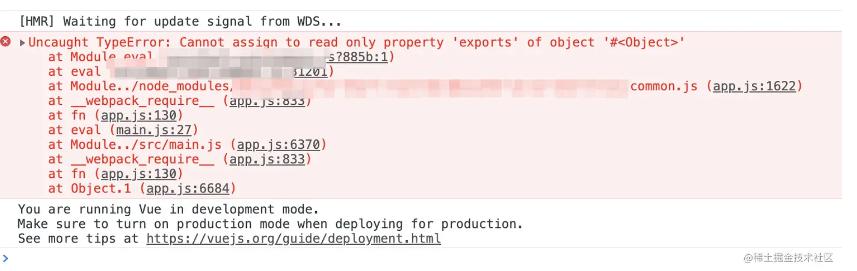 [HMR] Waiting for update signal from WDS...
Uncaught TypeError: Cannot assign to read only property 'exports' of object '#<Object>'
at Module.eval s?885b:1)
at eval :1201)
at Module../node_modules/ common.js (app.js:1622)
at __webpack_require__ (app.js:833)
at fn (app.js:130)
at eval (main.js:27)
at Module../src/main.js (app.js:6370)
at __webpack_require__ (app.js:833)
at fn (app.js:130)
at Object.1 (app.js:6684)
You are running Vue in development mode.
Make sure to turn on production mode when deploying for production.
See more tips at https://vuejs.org/guide/deployment.html
@稀土掘金技术社区